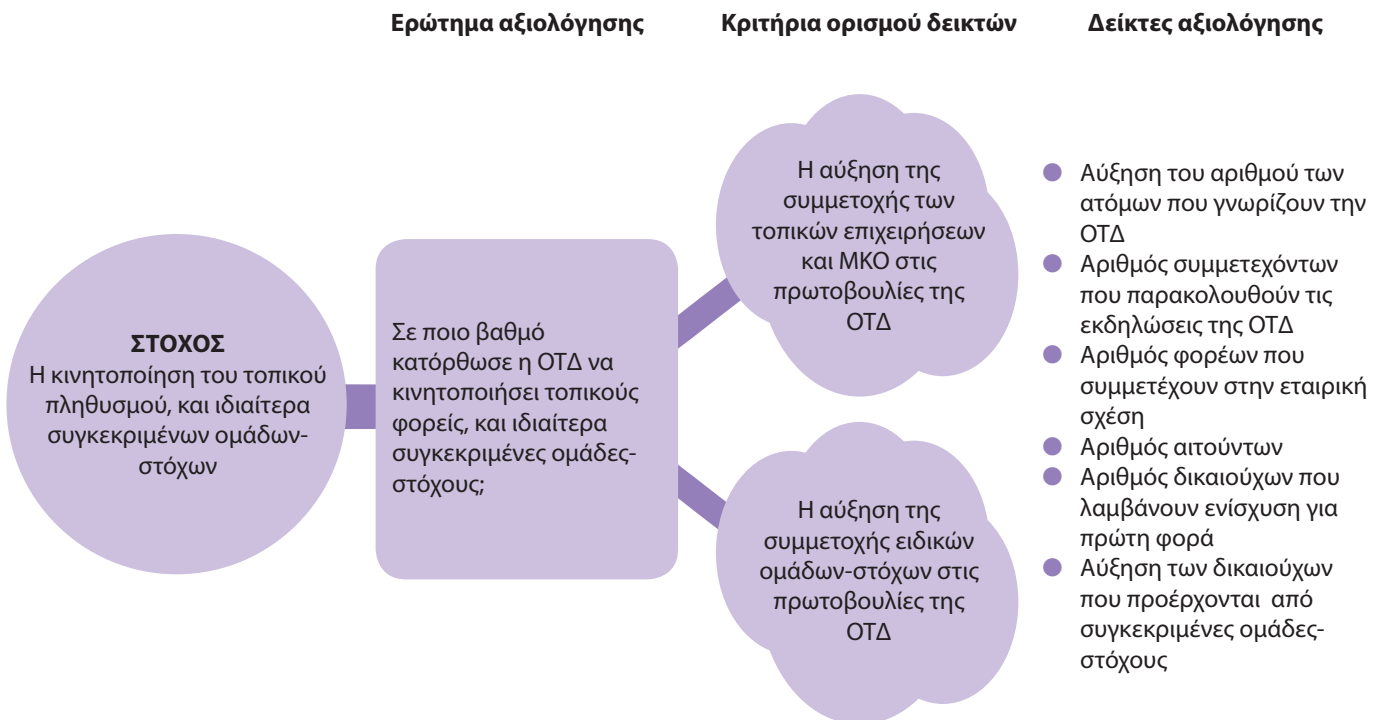 Ερώτημα αξιολόγησης
Κριτήρια ορισμού δεικτών
Δείκτες αξιολόγησης
ΣΤΟΧΟΣ
Η κινητοποίηση του τοπικού
πληθυσμού, και ιδιαίτερα
συγκεκριμένων ομάδων-
στόχων
Σε ποιο βαθμό
κατόρθωσε η ΟΤΔ να
κινητοποιήσει τοπικούς
φορείς, και ιδιαίτερα
συγκεκριμένες ομάδες-
στόχους;
Η αύξηση της
συμμετοχής των
τοπικών επιχειρήσεων
και ΜΚΟ στις
πρωτοβουλίες της
ΟΤΔ
Η αύξηση της
συμμετοχής ειδικών
ομάδων-στόχων στις
πρωτοβουλίες της
ΟΤΔ
Αύξηση του αριθμού των
ατόμων που γνωρίζουν την
ΟΤΔ
Αριθμός συμμετεχόντων
που παρακολουθούν τις
εκδηλώσεις της ΟΤΔ
Αριθμός φορέων που
συμμετέχουν στην εταιρική
σχέση
Αριθμός αιτούντων
Αριθμός δικαιούχων που
λαμβάνουν ενίσχυση για
πρώτη φορά
Αύξηση των δικαιούχων
που προέρχονται από
συγκεκριμένες ομάδες-
στόχους